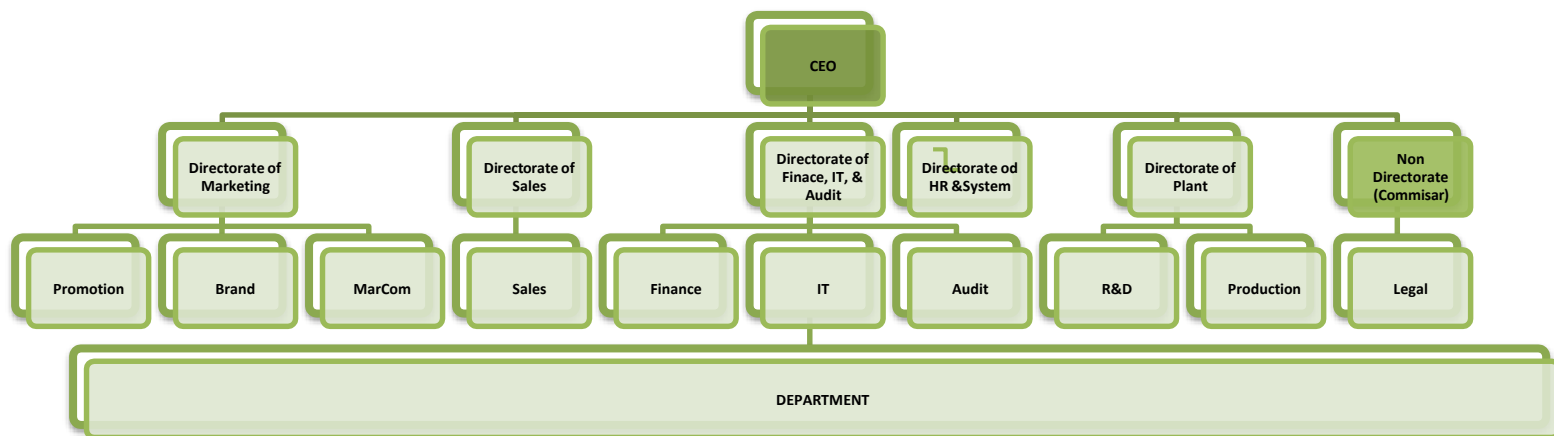 CEO
Directorate of
Marketing
Directorate of
Sales
Directorate of
Finace, IT, &
Audit
Directorate od
HR &System
Directorate of
Plant
Non
Directorate
(Commisar)
Promotion
Brand
MarCom
Sales
Finance
IT
Audit
R&D
Production
Legal
DEPARTMENT